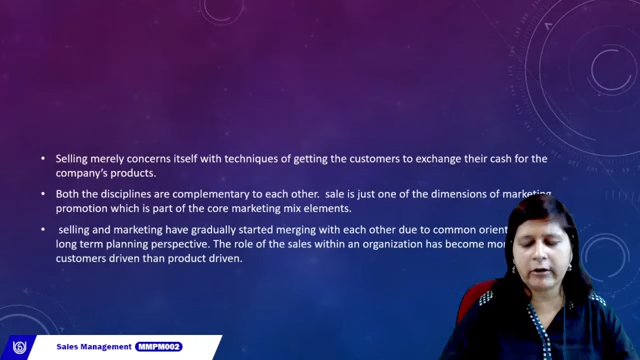 • Selling merely concerns itself with techniques of getting the customers to exchange their cash for the
company's products.
• Both the disciplines are complementary to each other.  sale is just one of the dimensions of marketing
promotion which is part of the core marketing mix elements.
• selling and marketing have gradually started merging with each other due to common
long term planning perspective. The role of the sales within an organization has become
customers driven than product driven.
Sales Management MMPM002